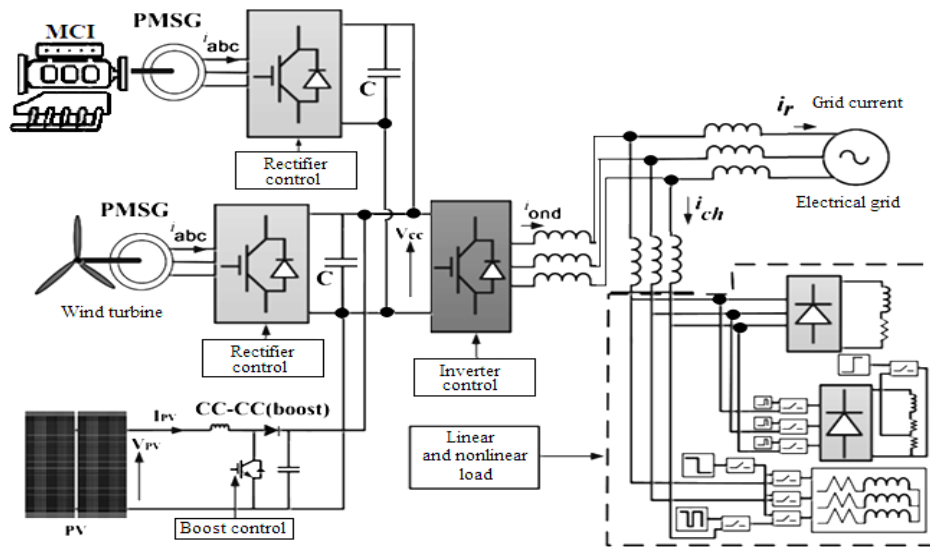 MCI
PMSG
iabc
C
Rectifier
control
PMSG
iabc
C
Wind turbine
Rectifier
control
Vcc
iond
Inverter
control
ir
Grid current
Electrical grid
ich
IPV
CC-CC(boost)
VPV
PV
Boost control
Linear
and nonlinear
load